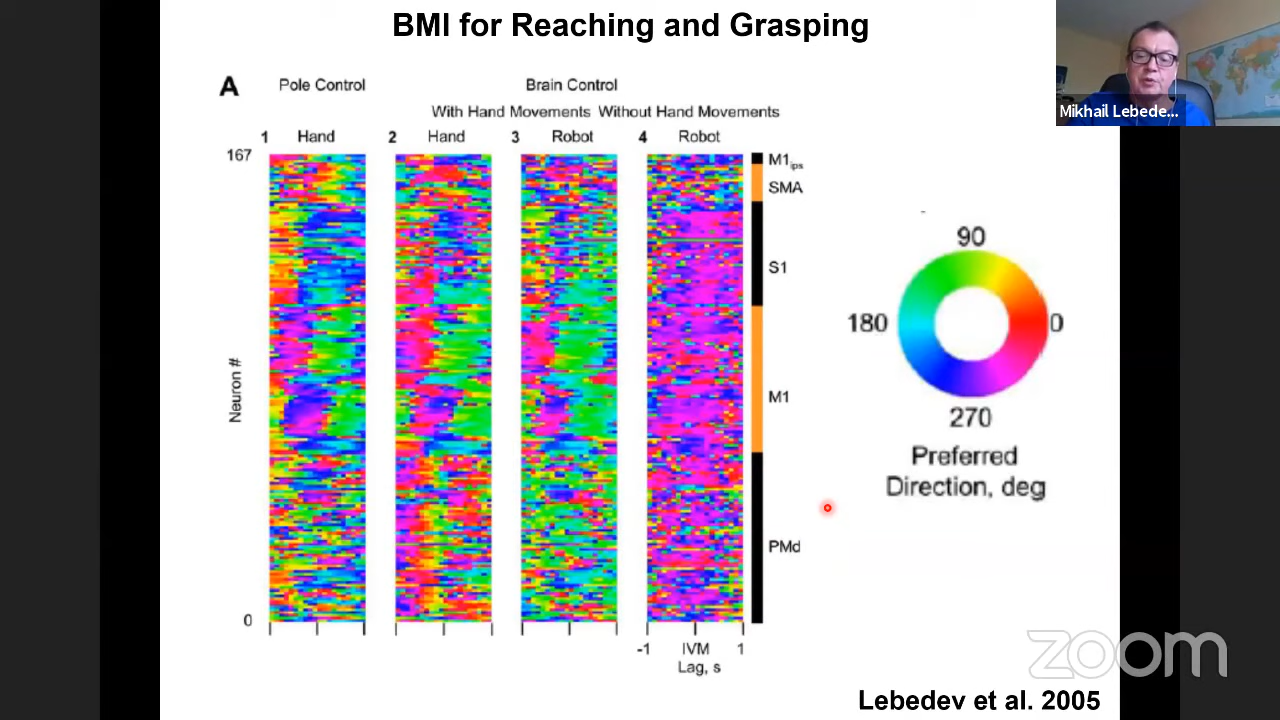 BMI for Reaching and Grasping
Mikhail Lebede...
A
Pole Control
Brain Control
With Hand Movements Without Hand Movements
1 Hand
2 Hand
3 Robot
4 Robot
167
0
Neuron #
M1ips
SMA
S1
M1
PMd
-1 IVM 1
Lag, s
90
180
0
270
Preferred
Direction, deg
zoom
Lebedev et al. 2005